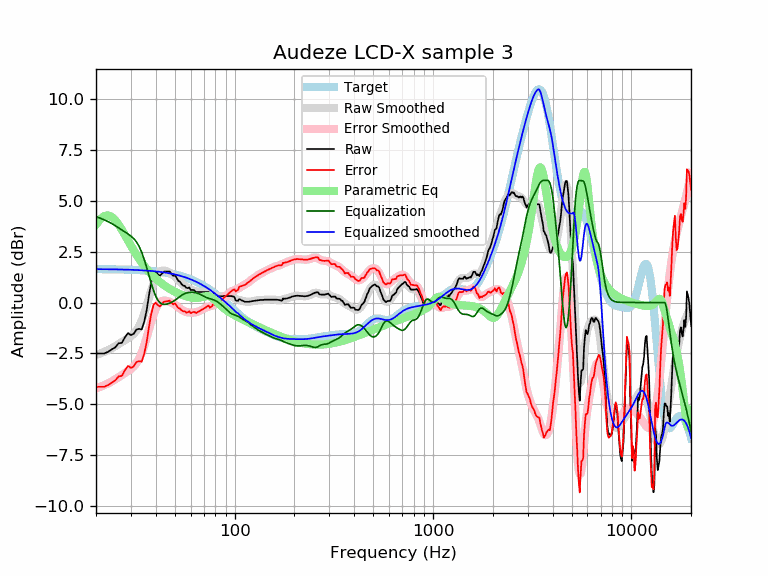 Audeze LCD-X sample 3
Target
Raw Smoothed
Error Smoothed
Raw
Error
Parametric Eq
Equalization
Equalized smoothed
10.0
7.5
5.0
2.5
0.0
−2.5
−5.0
−7.5
−10.0
Amplitude (dBr)
100 1000 10000
Frequency (Hz)